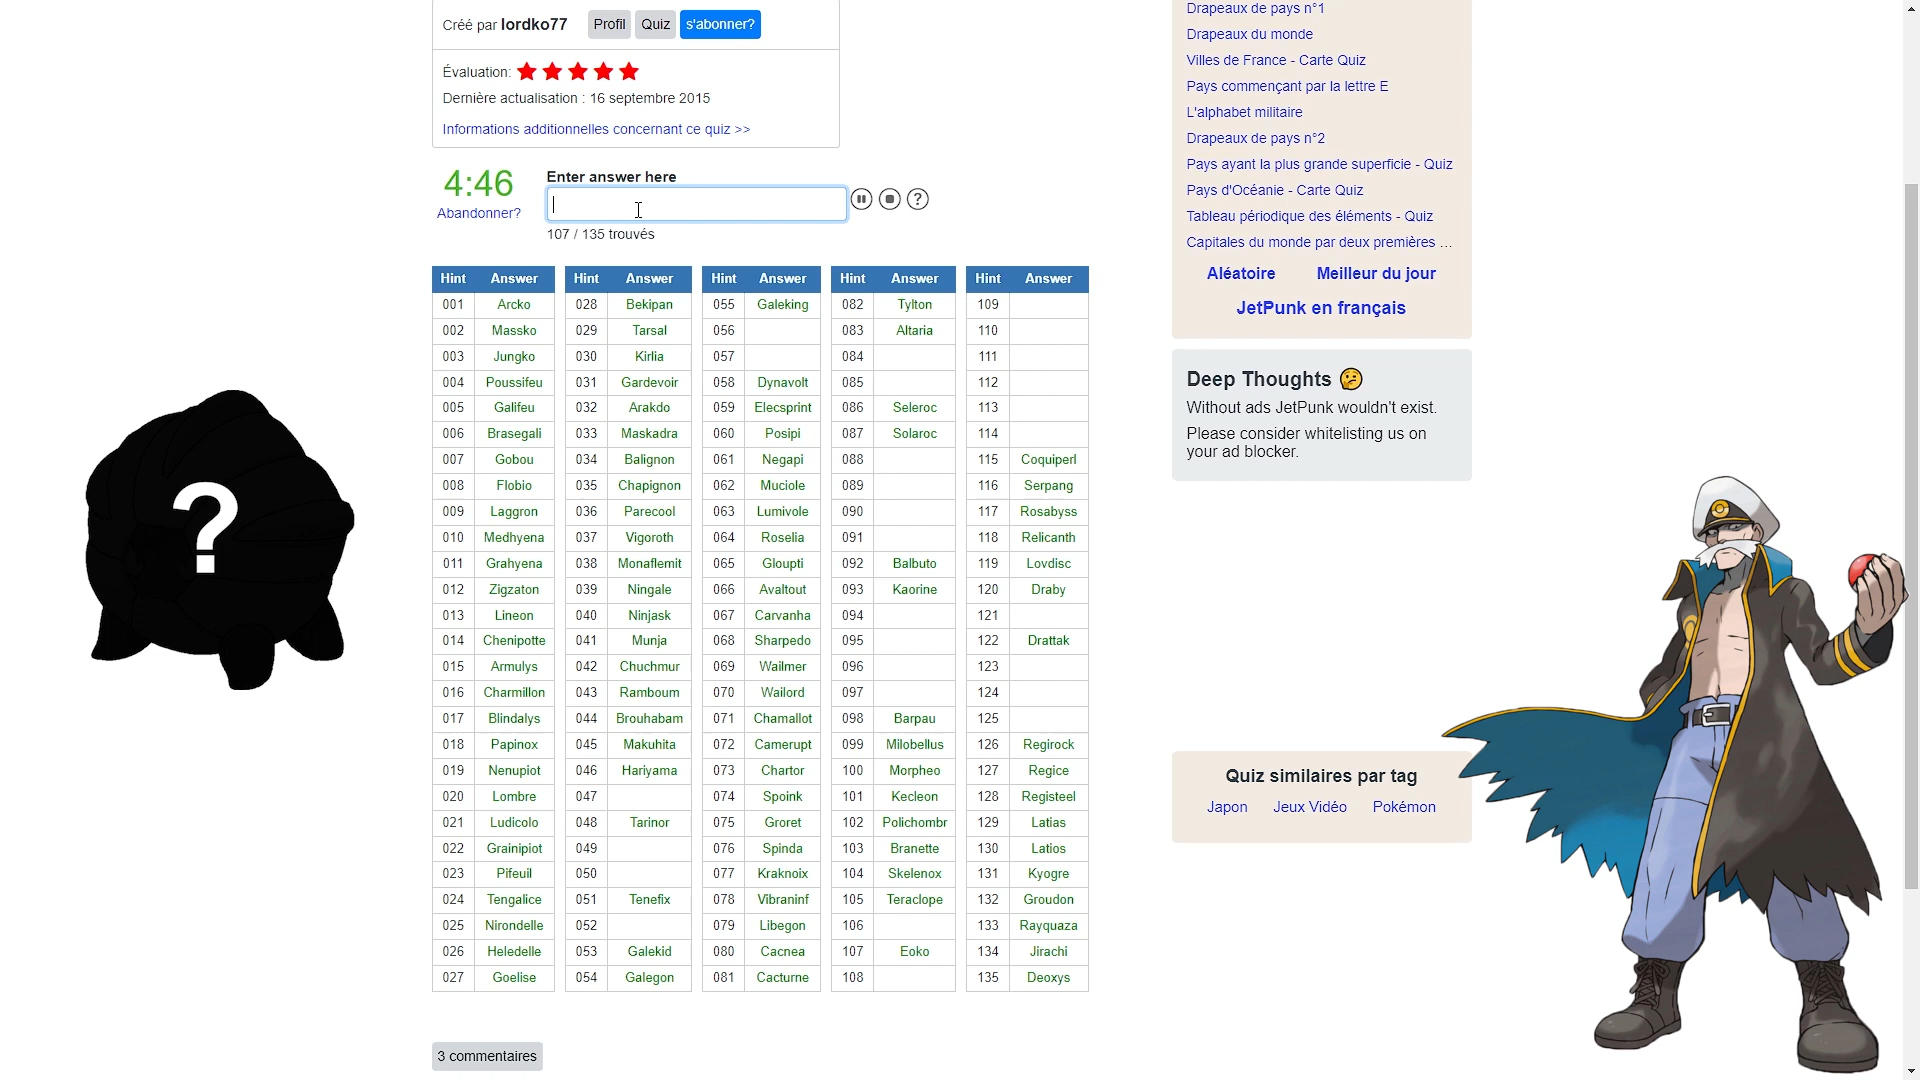 Créé par lordko77 Profil Quiz s'abonner?
Évaluation:
Dernière actualisation : 16 septembre 2015
Informations additionnelles concernant ce quiz >>
4:46
Abandonner?
Enter answer here
?
107 / 135 trouvés
Hint Answer Hint Answer Hint Answer Hint Answer Hint Answer
001 Arcko 028 Bekipan 055 Galeking 082 Tylton 109
002 Massko 029 Tarsal 056 083 Altaria 110
003 Jungko 030 Kirlia 057 084 111
004 Poussifeu 031 Gardevoir 058 Dynavolt 085 112
005 Galifeu 032 Arakdo 059 Elecsprint 086 Seleroc 113
006 Brasegali 033 Maskadra 060 Posipi 087 Solaroc 114
007 Gobou 034 Balignon 061 Negapi 088 115 Coquiperl
008 Flobio 035 Chapignon 062 Muciole 089 116 Serpang
009 Laggron 036 Parecool 063 Lumivole 090 117 Rosabyss
010 Medhyena 037 Vigoroth 064 Roselia 091 118 Relicanth
011 Grahyena 038 Monaflemit 065 Gloupti 092 Balbuto 119 Lovdisc
012 Zigzaton 039 Ningale 066 Avaltout 093 Kaorine 120 Draby
013 Lineon 040 Ninjask 067 Carvanha 094 121
014 Chenipotte 041 Munja 068 Sharpedo 095 122 Drattak
015 Armulys 042 Chuchmur 069 Wailmer 096 123
016 Charmillon 043 Ramboum 070 Wailord 097 124
017 Blindalys 044 Brouhabam 071 Chamallot 098 Barpau 125
018 Papinox 045 Makuhita 072 Camerupt 099 Milobellus 126 Regirock
019 Nenupiot 046 Hariyama 073 Chartor 100 Morpheo 127 Regice
020 Lombre 047 074 Spoink 101 Kecleon 128 Registeel
021 Ludicolo 048 Tarinor 075 Groret 102 Polichombr 129 Latias
022 Grainipiot 049 076 Spinda 103 Branette 130 Latios
023 Pifeuil 050 077 Kraknoix 104 Skelenox 131 Kyogre
024 Tengalice 051 Tenefix 078 Vibraninf 105 Teraclope 132 Groudon
025 Nirondelle 052 079 Libegon 106 133 Rayquaza
026 Heledelle 053 Galekid 080 Cacnea 107 Eoko 134 Jirachi
027 Goelise 054 Galegon 081 Cacturne 108 135 Deoxys
3 commentaires
?
Drapeaux de pays n°1
Drapeaux du monde
Villes de France - Carte Quiz
Pays commençant par la lettre E
L'alphabet militaire
Drapeaux de pays n°2
Pays ayant la plus grande superficie - Quiz
Pays d'Océanie - Carte Quiz
Tableau périodique des éléments - Quiz
Capitales du monde par deux premières ...
Aléatoire Meilleur du jour
JetPunk en français
Deep Thoughts
Without ads JetPunk wouldn't exist.
Please consider whitelisting us on
your ad blocker.
Quiz similaires par tag
Japon Jeux Vidéo Pokémon